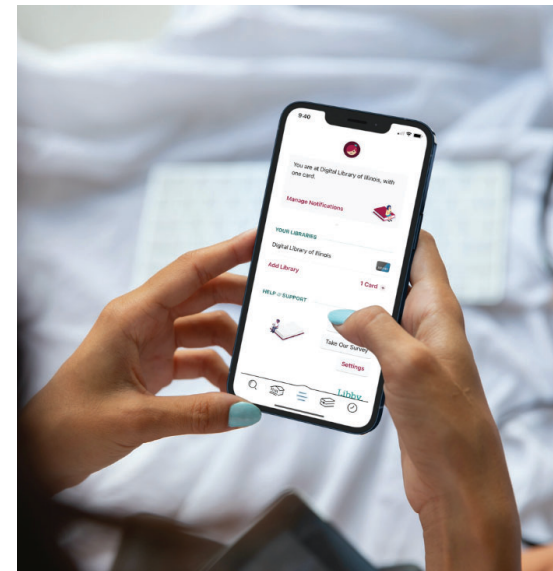 9:40
You are at Digital Library of Illinois, with
one card.
Manage Notifications
YOUR LIBRARIES
Digital Library of Illinois
Add Library
1 Card
HELP & SUPPORT
Take Our Survey
Settings
Libby